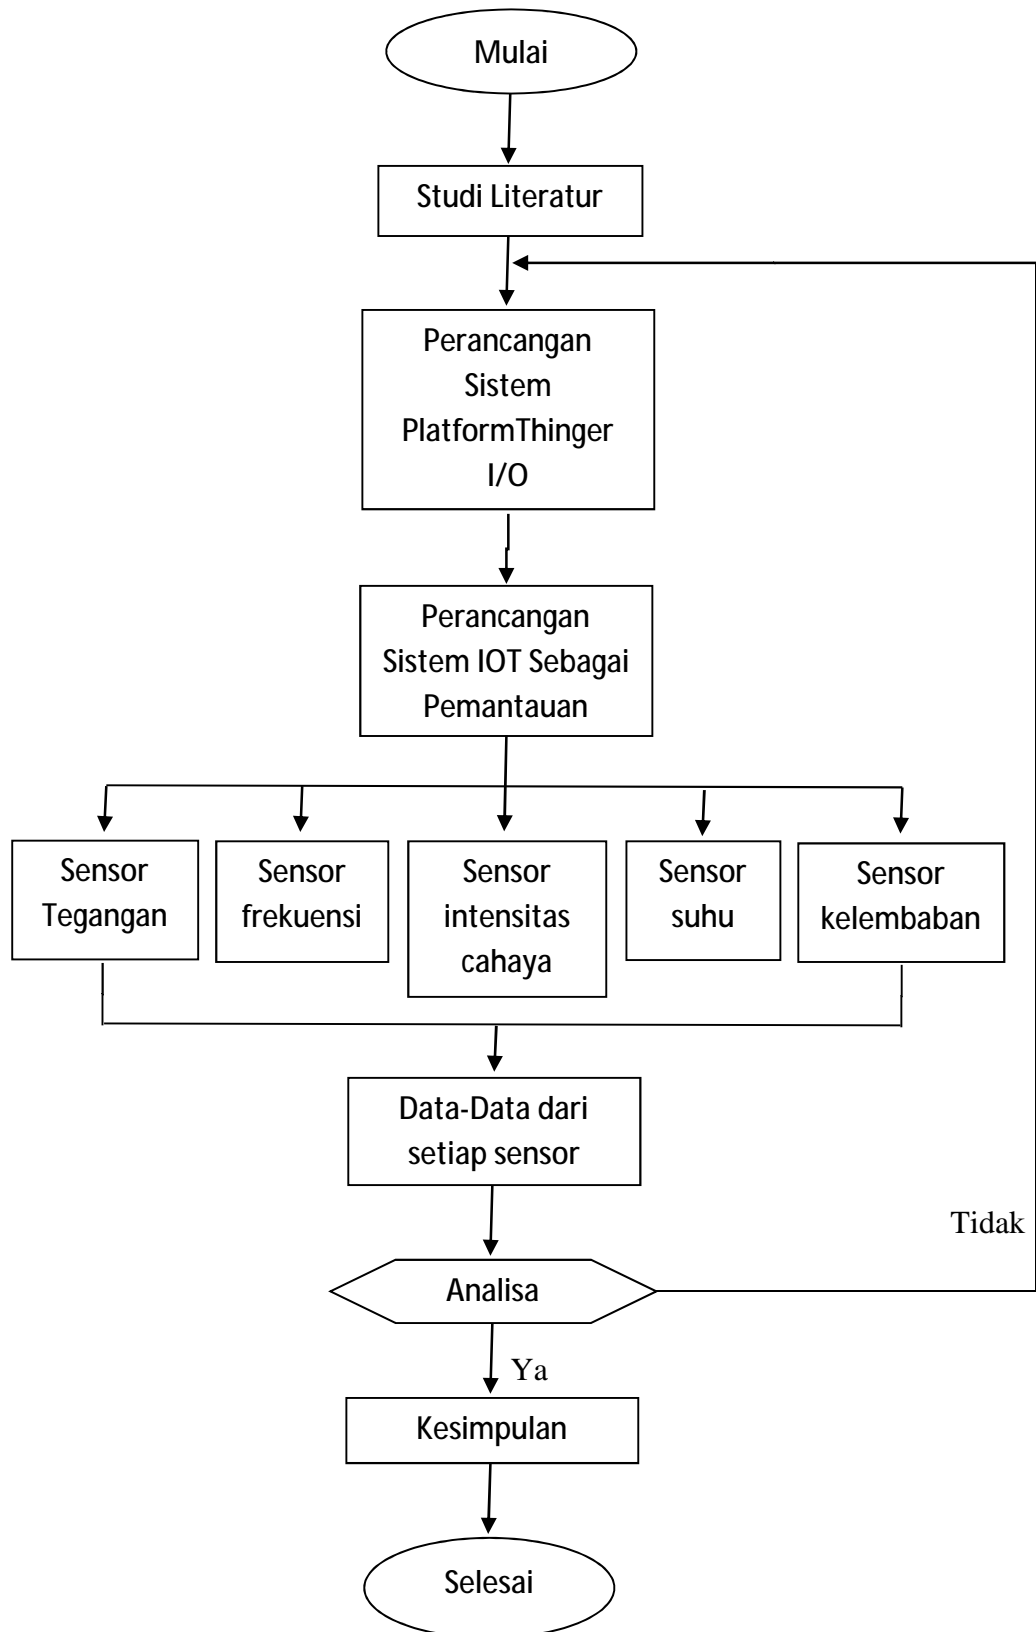 Mulai
Studi Literatur
Perancangan
Sistem
PlatformThinger
I/O
Perancangan
Sistem IOT Sebagai
Pemantauan
Sensor
Tegangan
Sensor
frekuensi
Sensor
intensitas
cahaya
Sensor
suhu
Sensor
kelembaban
Data-Data dari
setiap sensor
Tidak
Analisa
Ya
Kesimpulan
Selesai